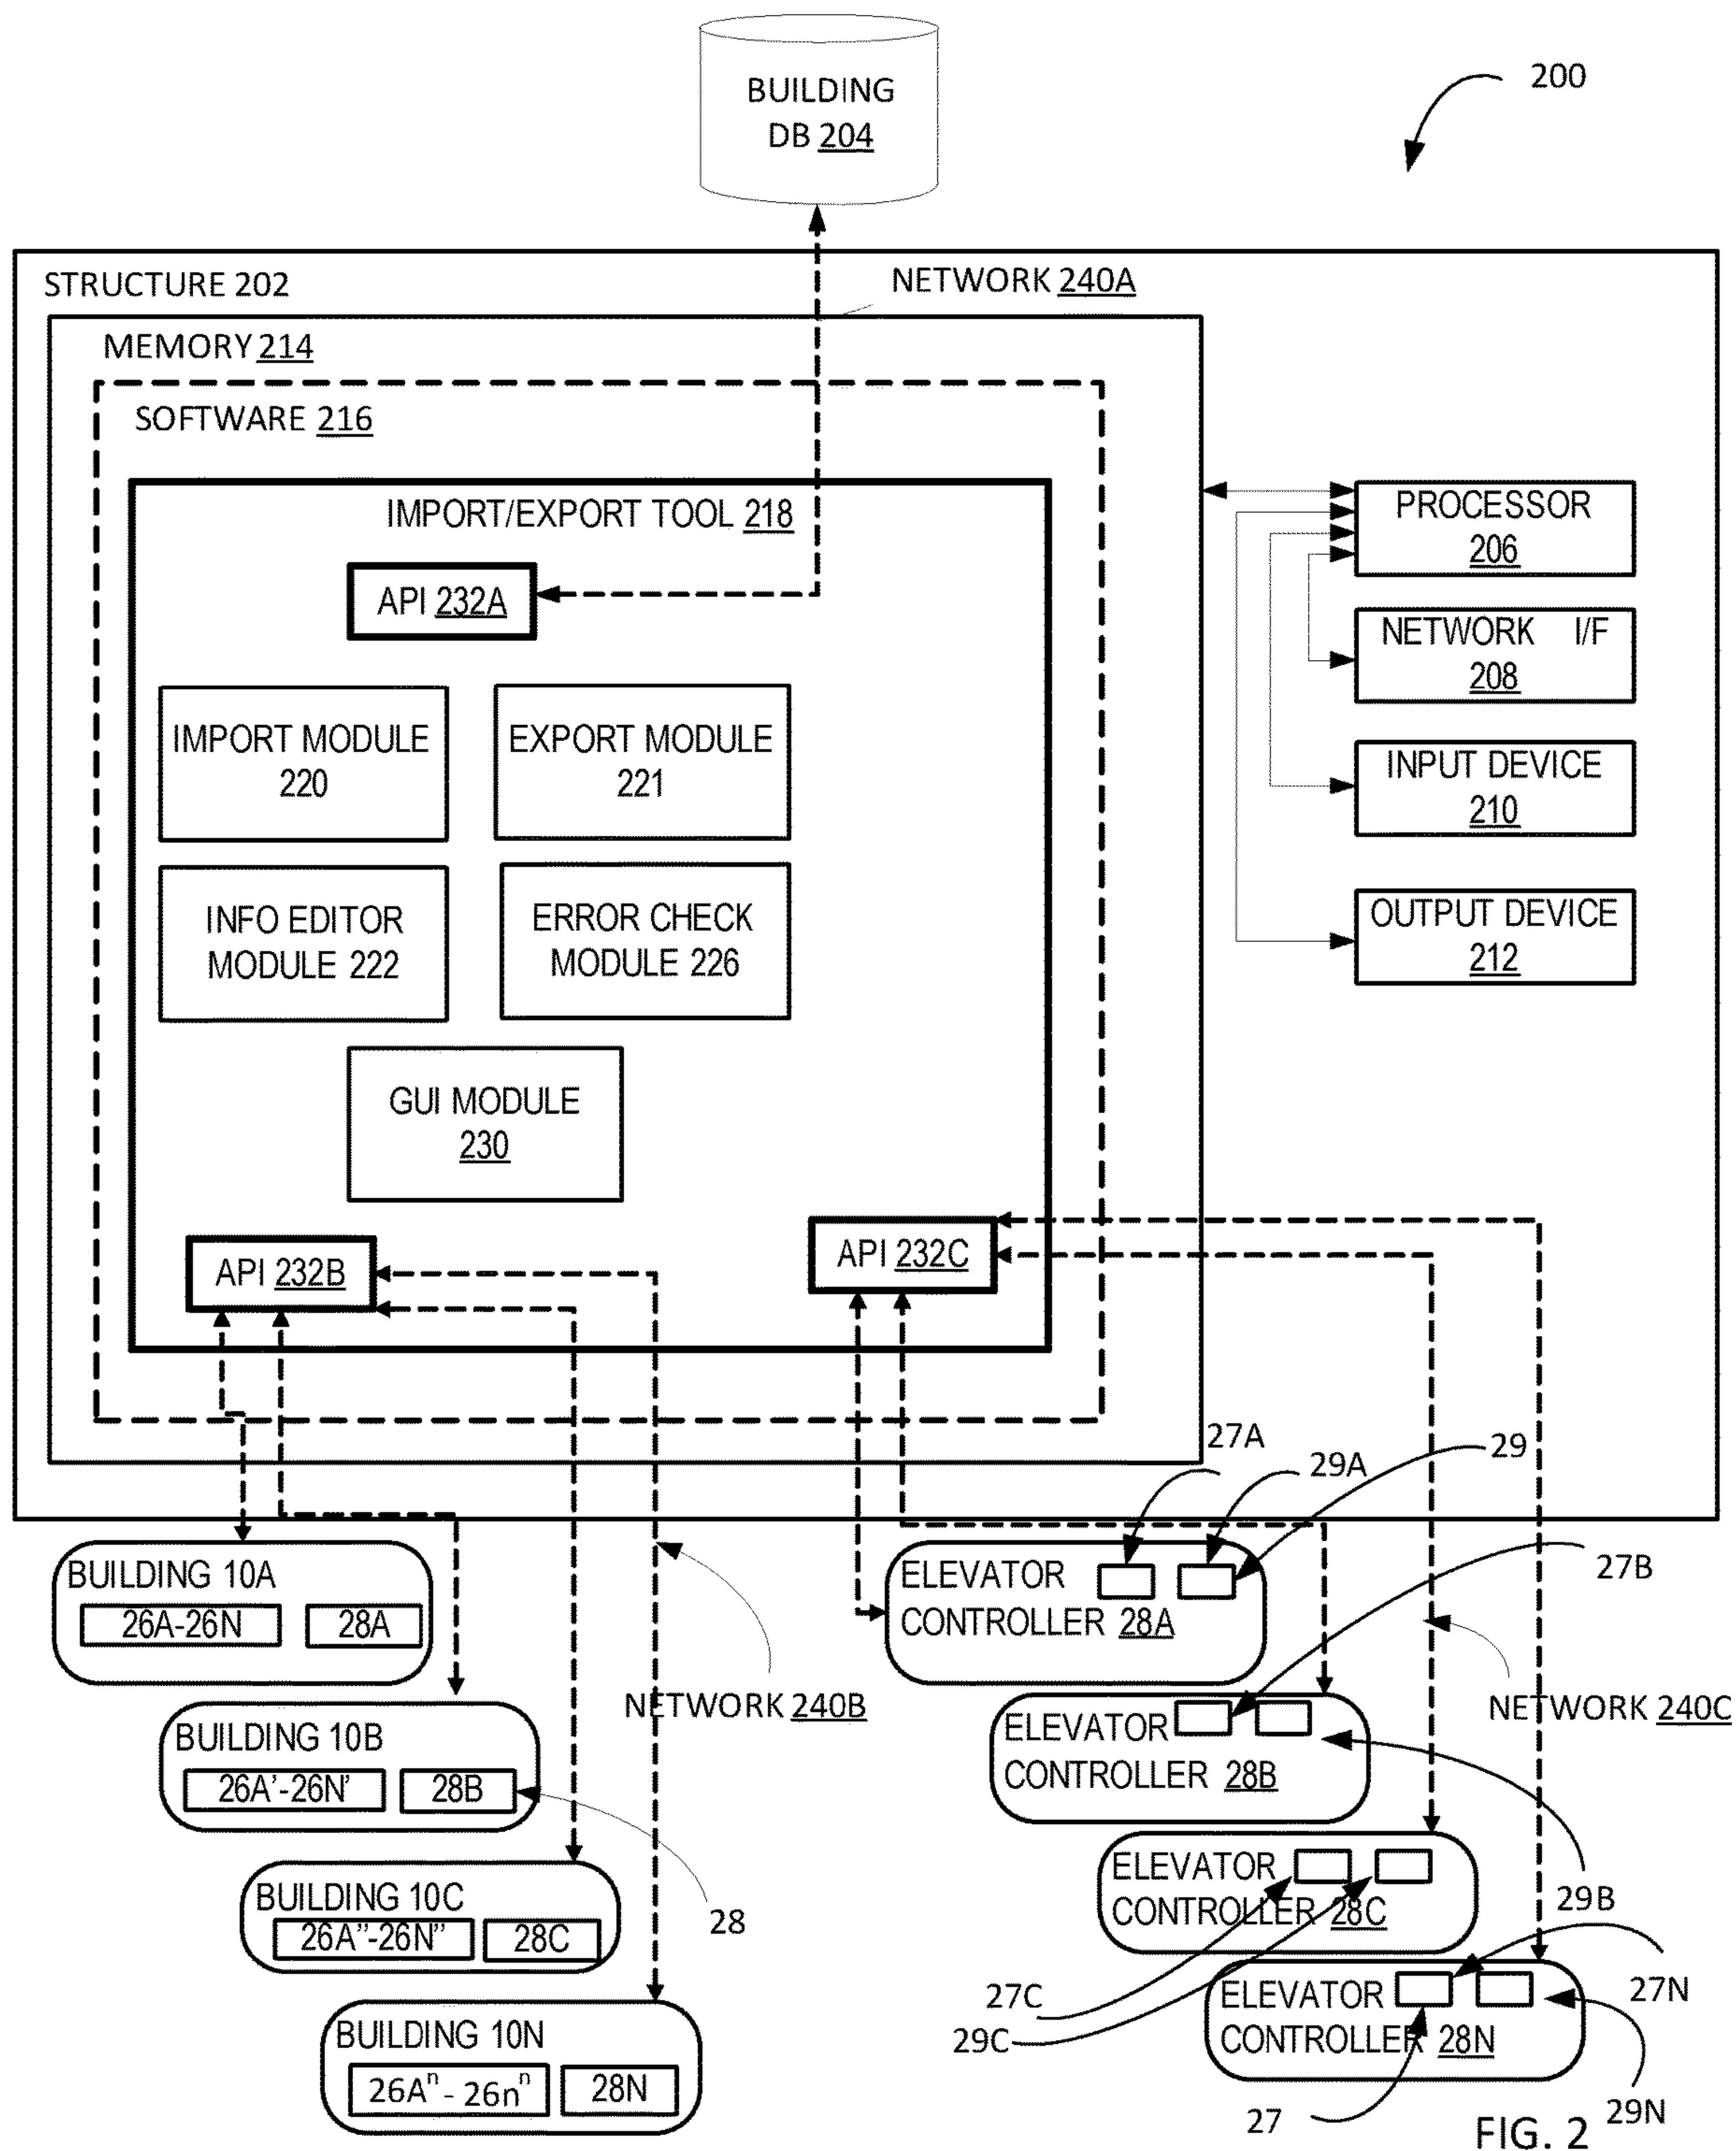 BUILDING
DB 204
200
STRUCTURE 202
NETWORK 240A
MEMORY 214
SOFTWARE 216
IMPORT/EXPORT TOOL 218
API 232A
PROCESSOR
206
NETWORK I/F
208
INPUT DEVICE
210
OUTPUT DEVICE
212
IMPORT MODULE
220
EXPORT MODULE
221
INFO EDITOR
MODULE 222
ERROR CHECK
MODULE 226
GUI MODULE
230
API 232B
API 232C
27A
29A
29
BUILDING 10A
26A-26N
28A
ELEVATOR
CONTROLLER 28A
27B
NETWORK 240B
NETWORK 240C
BUILDING 10B
26A'-26N'
28B
ELEVATOR
CONTROLLER 28B
29B
28
BUILDING 10C
26A''-26N''
28C
ELEVATOR
CONTROLLER 28C
27C
29C
27N
BUILDING 10N
26Aⁿ - 26nⁿ
28N
ELEVATOR
CONTROLLER 28N
27
29N
FIG. 2